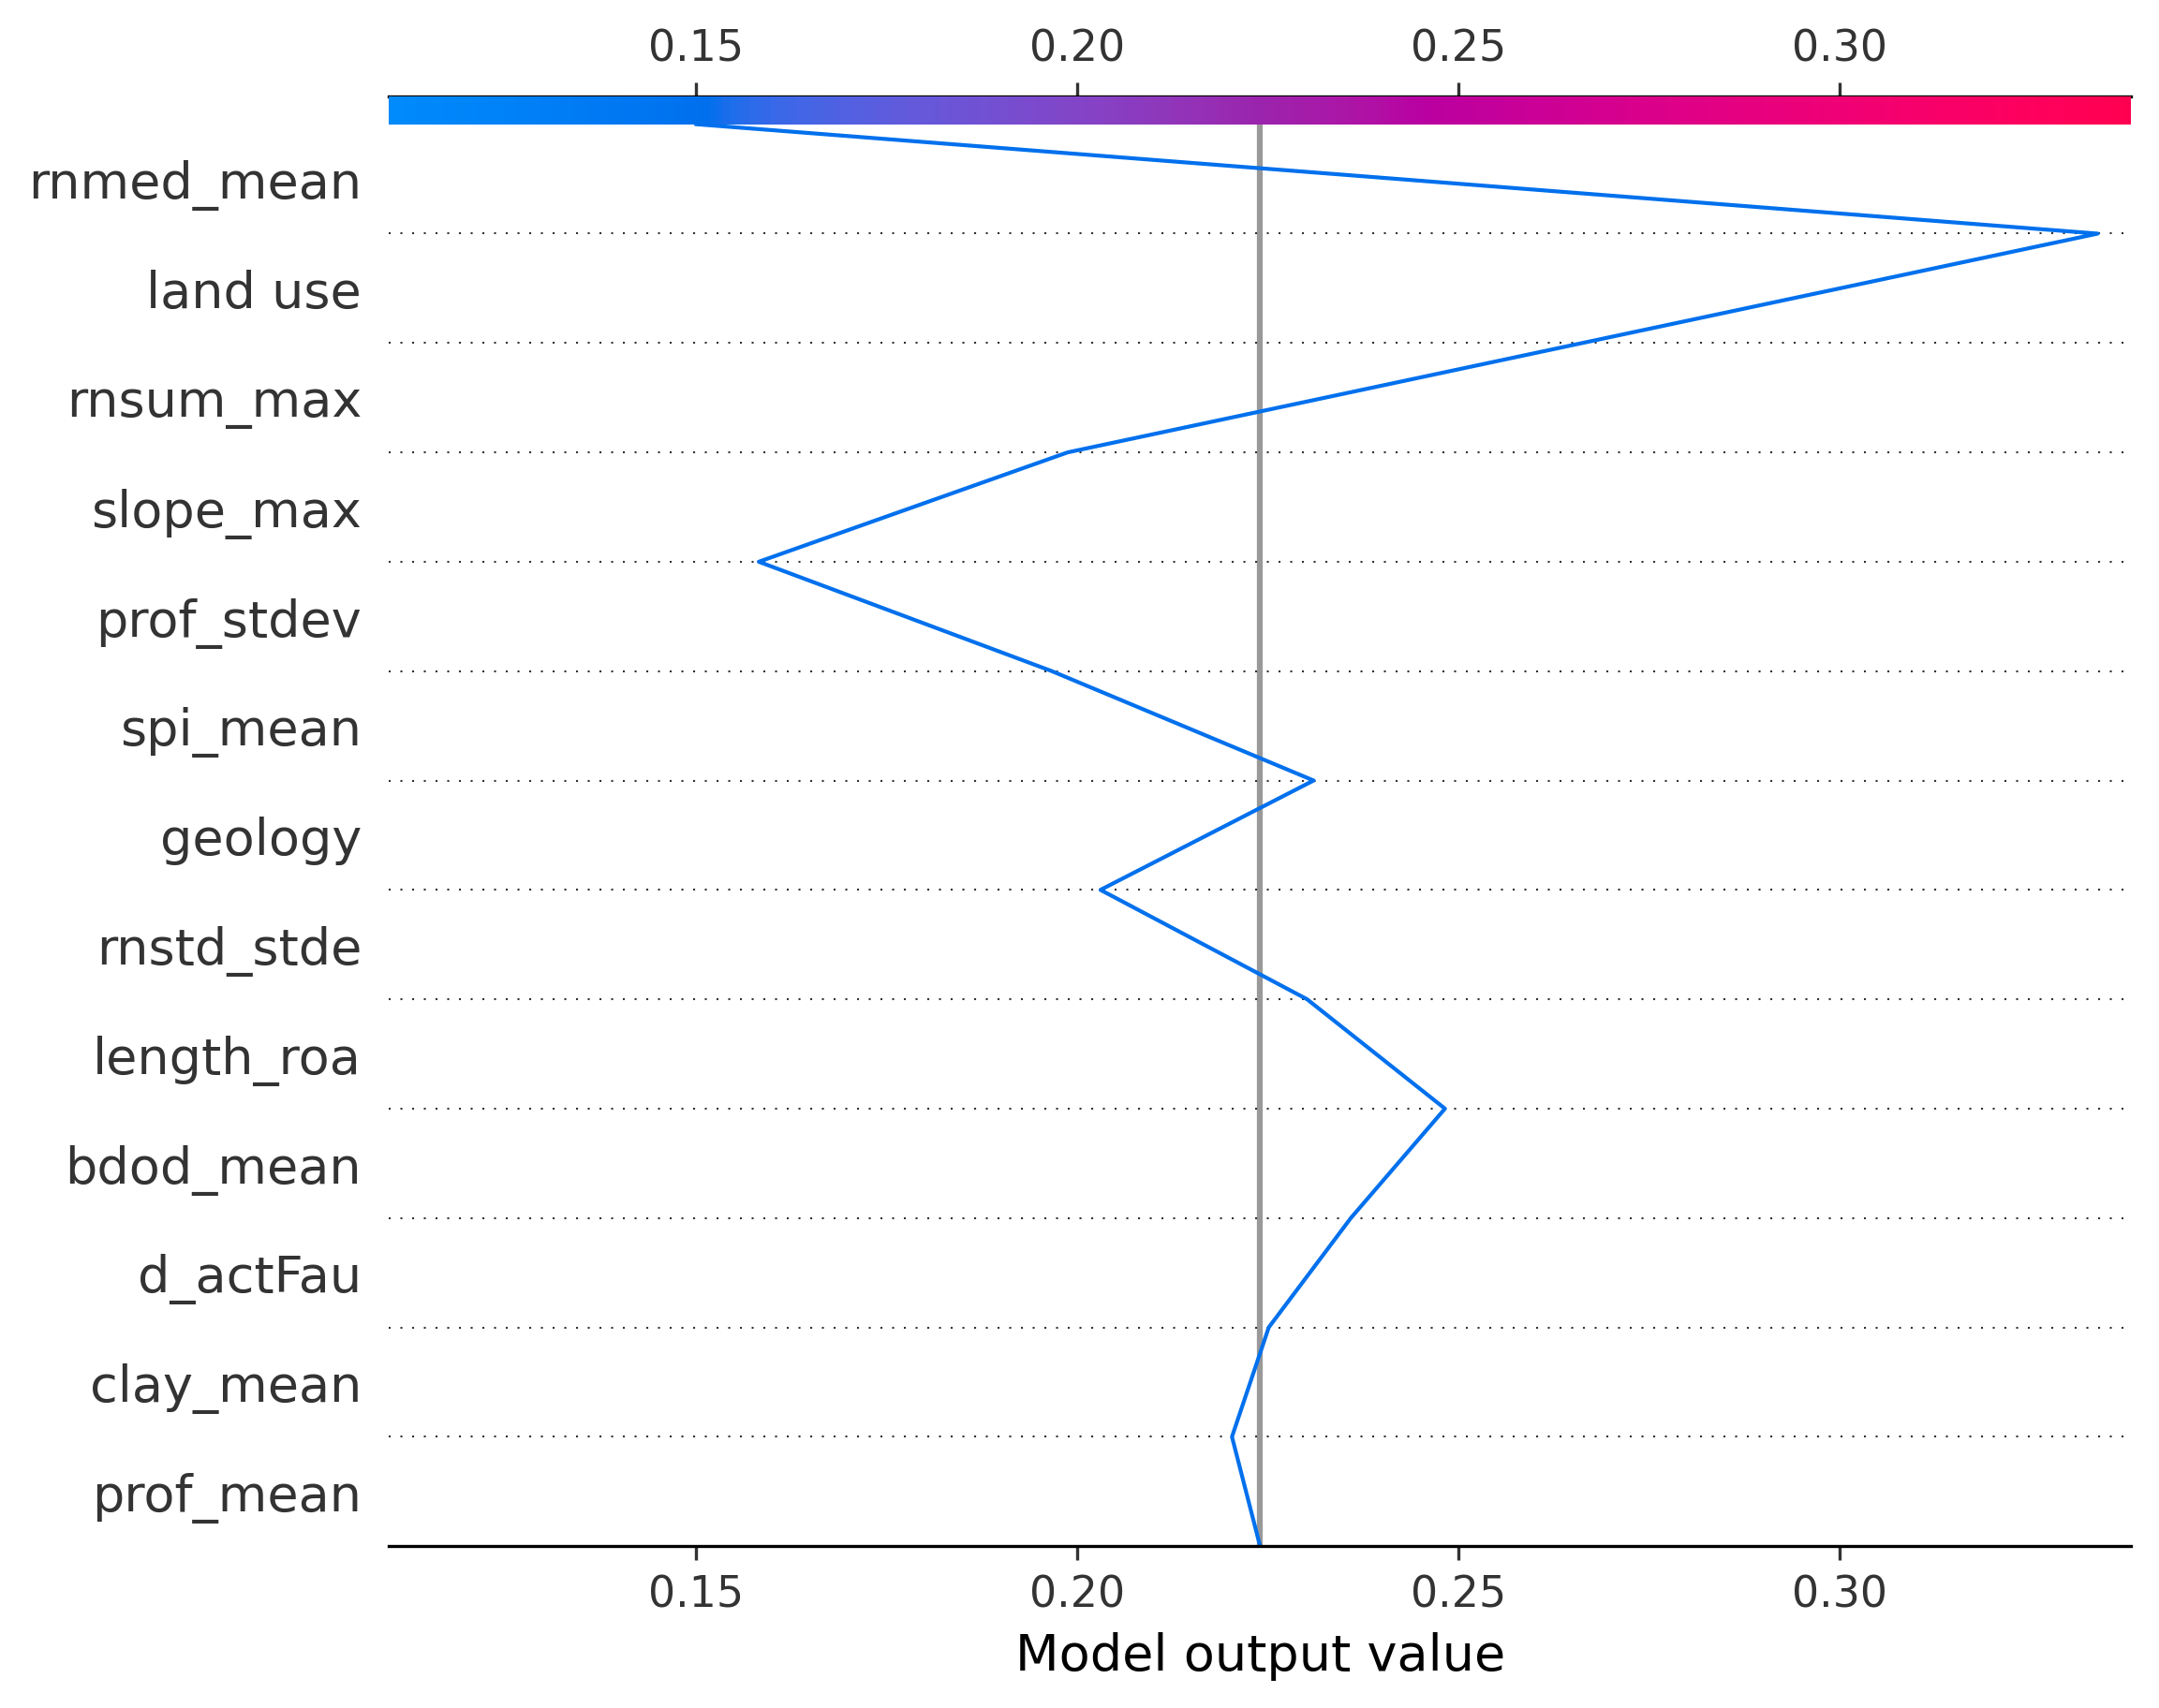 0.15 0.20 0.25 0.30
rnmed_mean
land use
rnsum_max
slope_max
prof_stdev
spi_mean
geology
rnstd_stde
length_roa
bdod_mean
d_actFau
clay_mean
prof_mean
0.15 0.20 0.25 0.30
Model output value